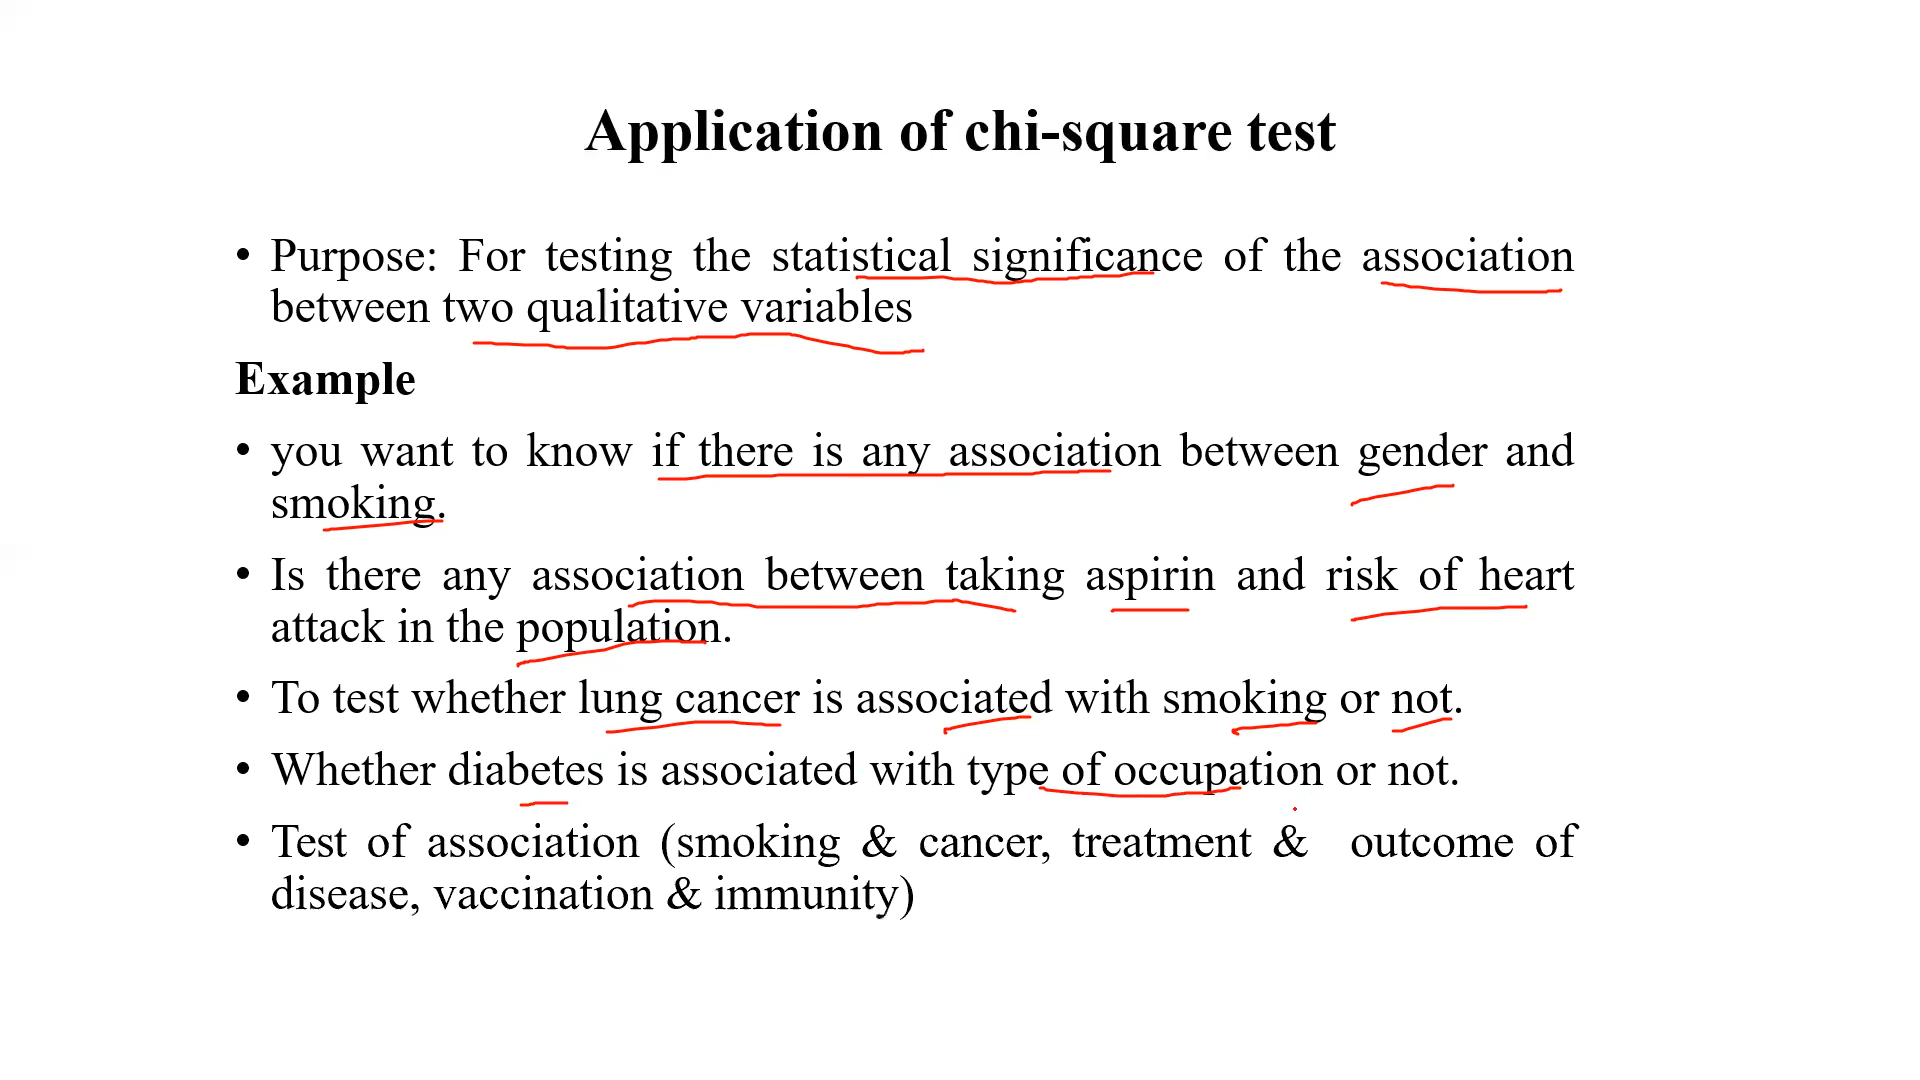 Application of chi-square test
• Purpose: For testing the statistical significance of the association
between two qualitative variables
Example
• you want to know if there is any association between gender and
smoking.
• Is there any association between taking aspirin and risk of heart
attack in the population.
• To test whether lung cancer is associated with smoking or not.
• Whether diabetes is associated with type of occupation or not.
• Test of association (smoking & cancer, treatment & outcome of
disease, vaccination & immunity)